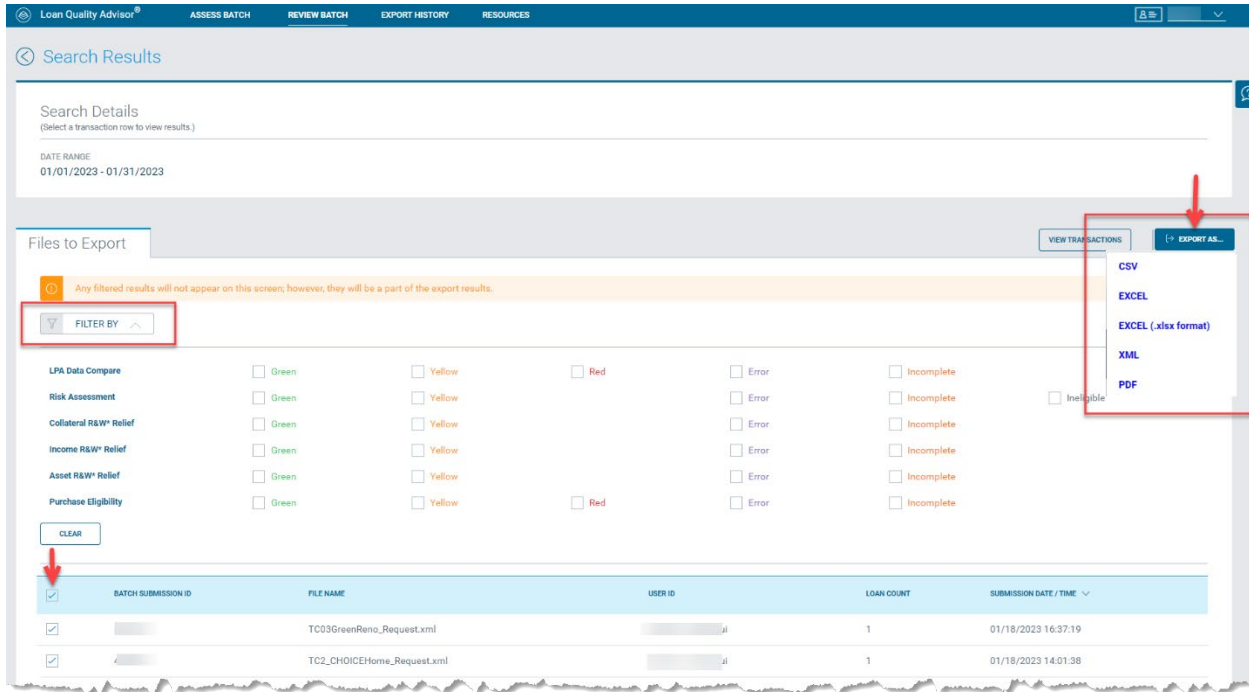 Loan Quality Advisor® ASSESS BATCH REVIEW BATCH EXPORT HISTORY RESOURCES
Search Results
Search Details
(Select a transaction row to view results.)
DATE RANGE
01/01/2023 - 01/31/2023
Files to Export VIEW TRANSACTIONS EXPORT AS...
CSV
Any filtered results will not appear on this screen; however, they will be a part of the export results.
EXCEL
FILTER BY
EXCEL (.xlsx format)
XML
LPA Data Compare Green Yellow Red Error Incomplete
PDF
Risk Assessment Green Yellow Error Incomplete Ineligible
Collateral R&W* Relief Green Yellow Error Incomplete
Income R&W* Relief Green Yellow Error Incomplete
Asset R&W* Relief Green Yellow Error Incomplete
Purchase Eligibility Green Yellow Red Error Incomplete
CLEAR
BATCH SUBMISSION ID FILE NAME USER ID LOAN COUNT SUBMISSION DATE / TIME
TC03GreenReno_Request.xml 1 01/18/2023 16:37:19
TC2_CHOICEHome_Request.xml 1 01/18/2023 14:01:38